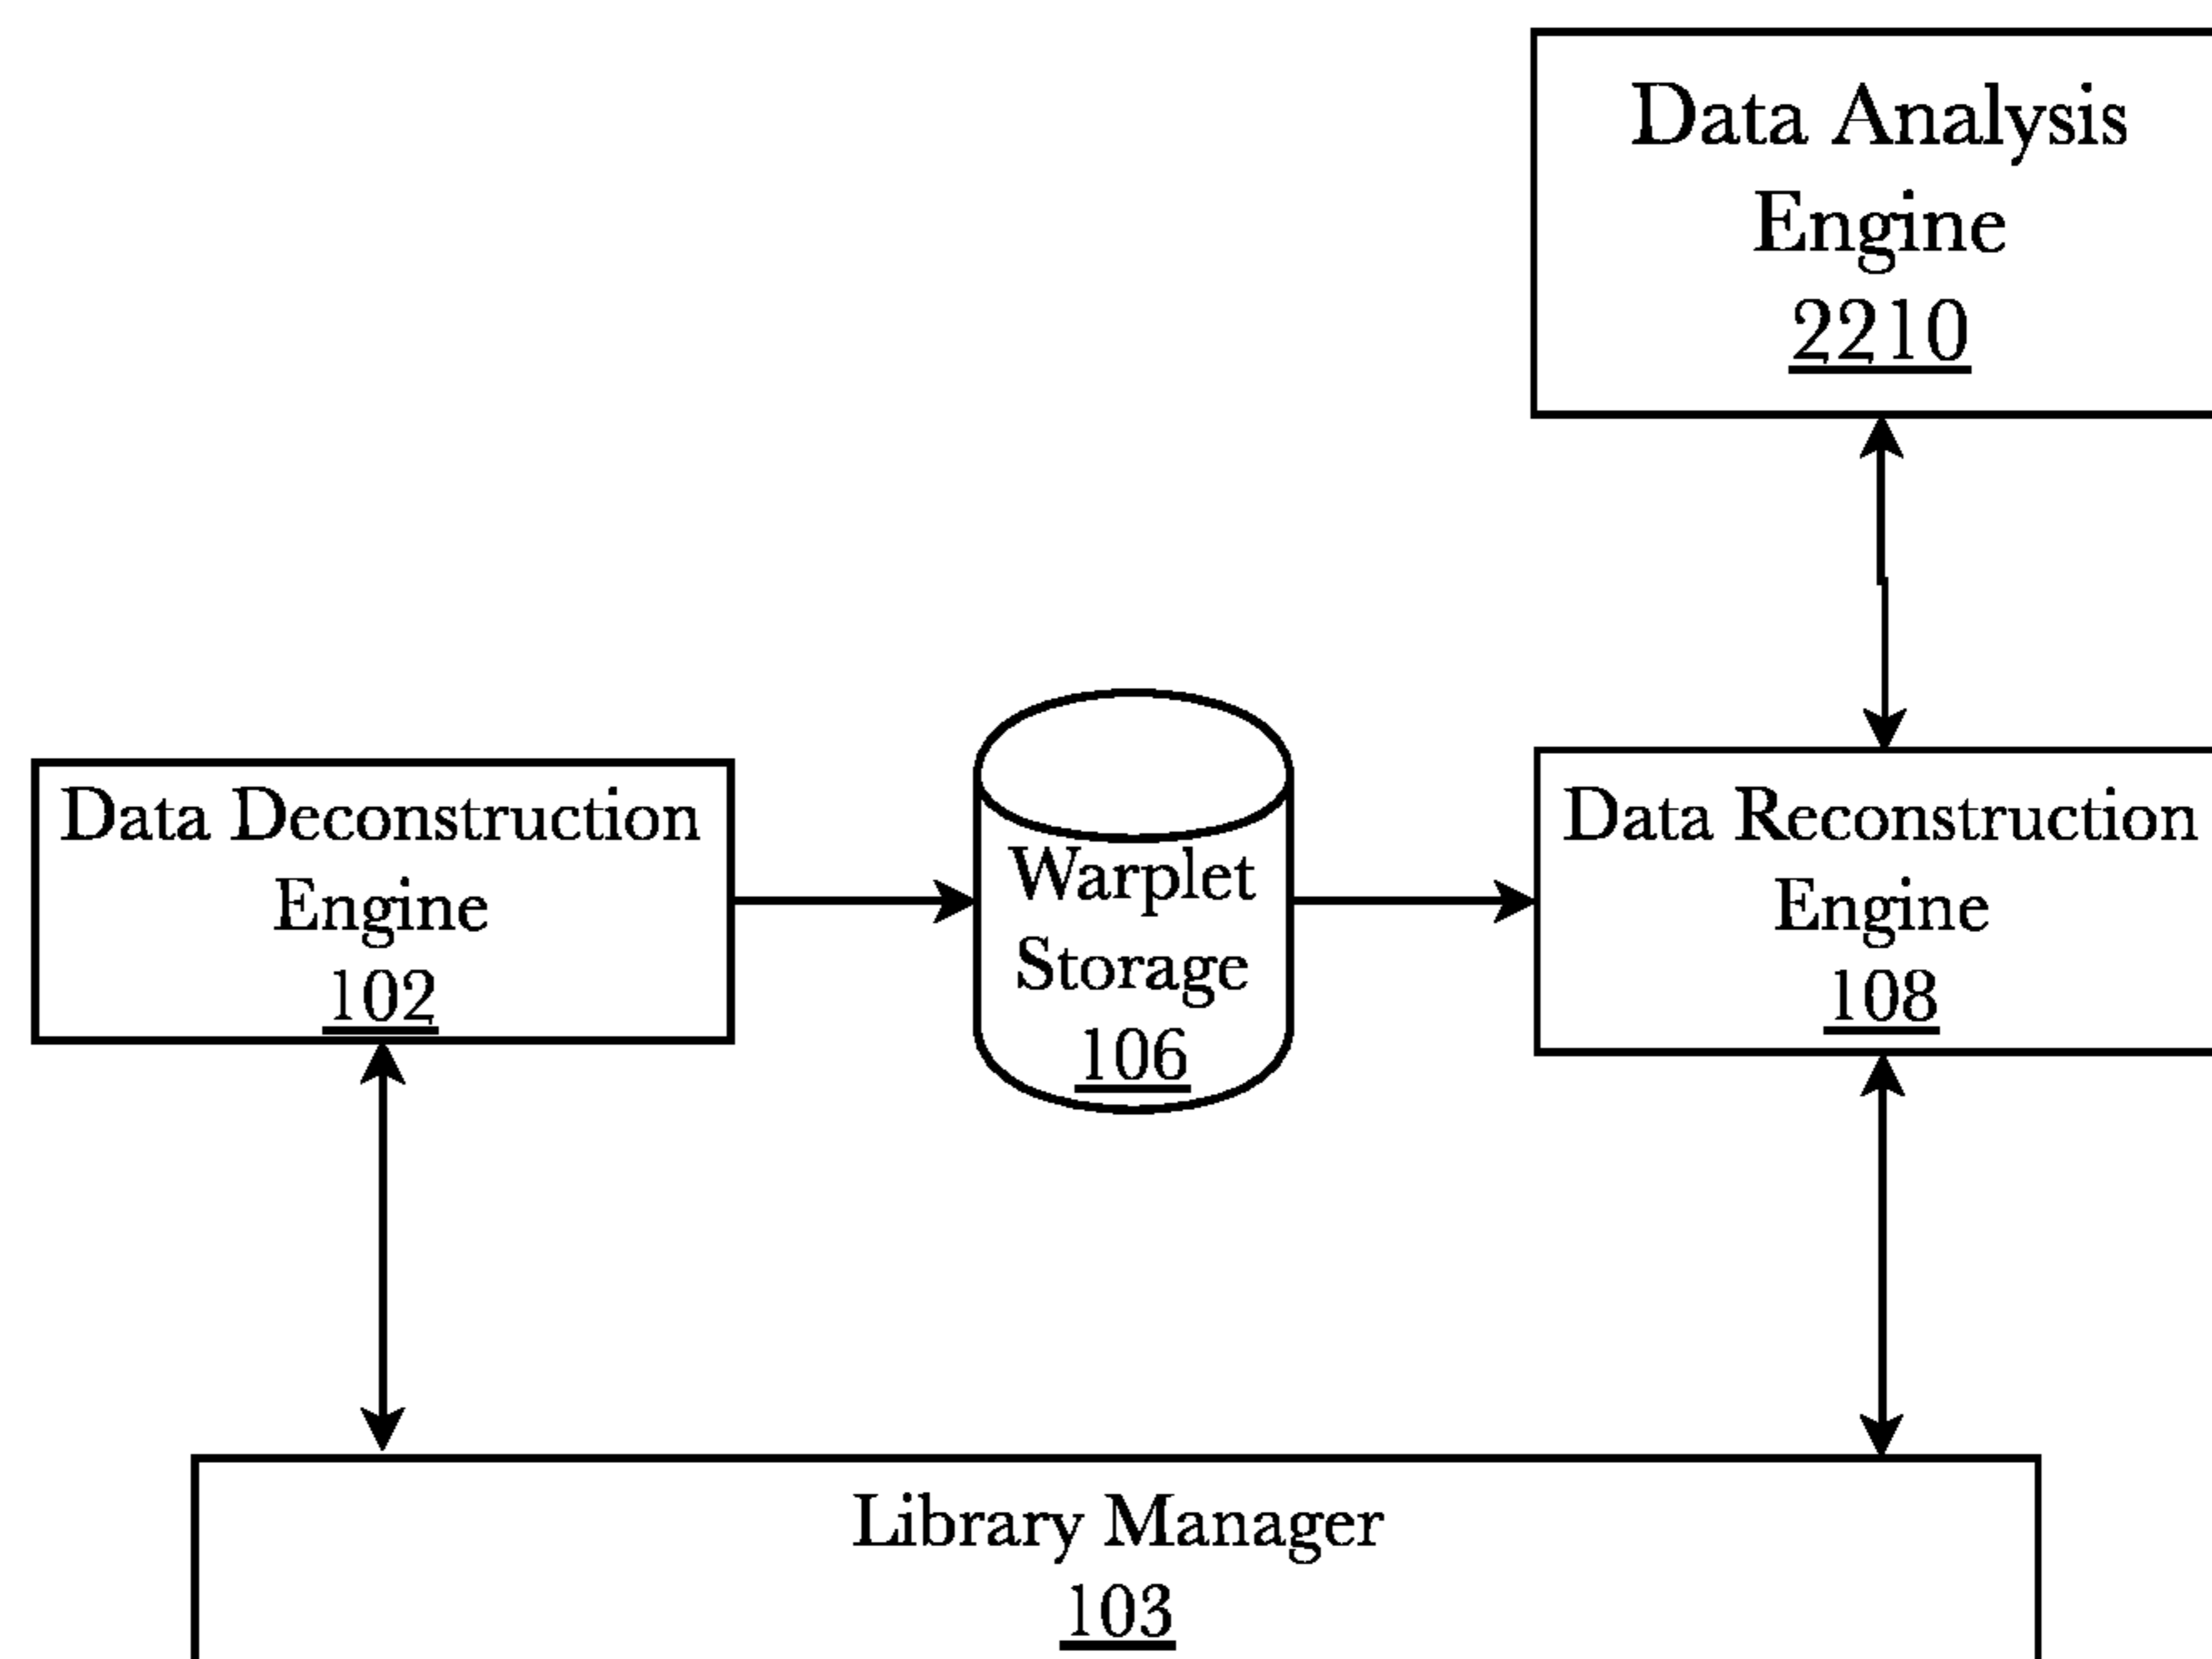 Data Analysis
Engine
2210
Data Deconstruction
Engine
102
Warplet
Storage
106
Data Reconstruction
Engine
108
Library Manager
103